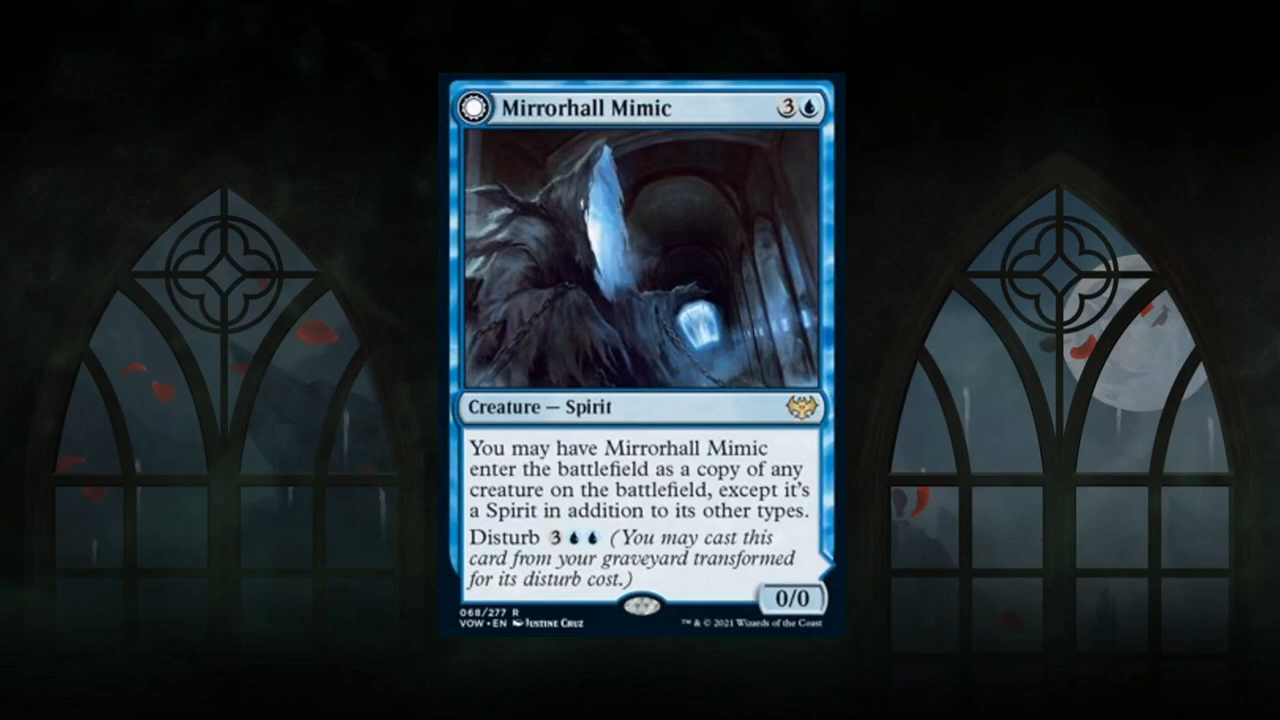 Mirrorhall Mimic 3
Creature — Spirit
You may have Mirrorhall Mimic
enter the battlefield as a copy of any
creature on the battlefield, except it's
a Spirit in addition to its other types.
Disturb 3 (You may cast this
card from your graveyard transformed
for its disturb cost.)
0/0
068/277 R
VOW • EN Justine Cruz
™ & © 2021 Wizards of the Coast